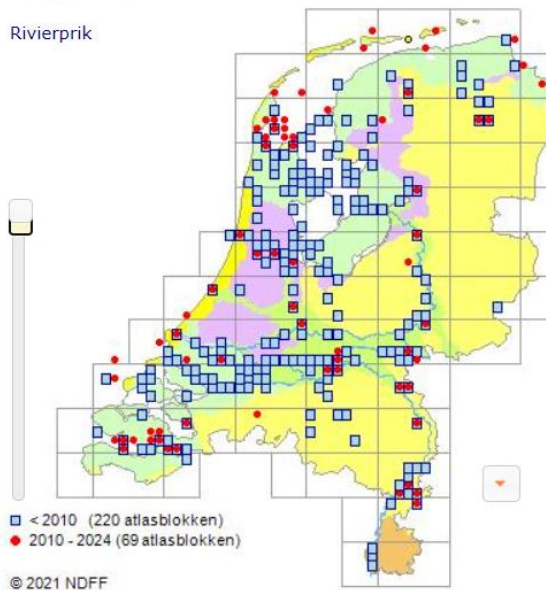 Rivierprik
< 2010 (220 atlasblokken)
2010 - 2024 (69 atlasblokken)
© 2021 NDFF